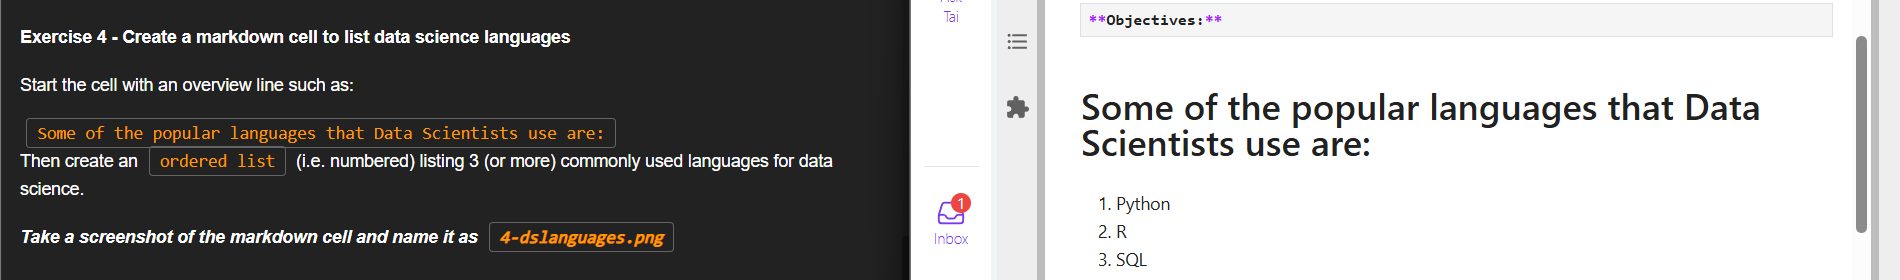 Exercise 4 - Create a markdown cell to list data science languages
Start the cell with an overview line such as:
Some of the popular languages that Data Scientists use are:
Then create an ordered list (i.e. numbered) listing 3 (or more) commonly used languages for data
science.
Take a screenshot of the markdown cell and name it as 4-dslanguages.png
Tai
1
Inbox
**Objectives:**
Some of the popular languages that Data
Scientists use are:
1. Python
2. R
3. SQL